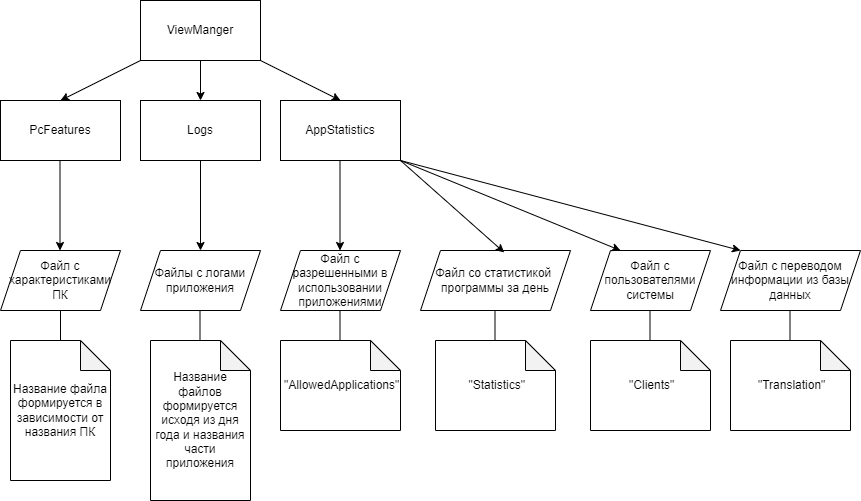 ViewManger
PcFeatures
Logs
AppStatistics
Файл с
характеристиками
ПК
Файлы с логами
приложения
Файл с
разрешенными в
использовании
приложениями
Файл со статистикой
программы за день
Файл с
пользователями
системы
Файл с переводом
информации из базы
данных
Название файла
формируется в
зависимости от
названия ПК
Название
файлов
формируется
исходя из дня
года и названия
части
приложения
"AllowedApplications"
"Statistics"
"Clients"
"Translation"